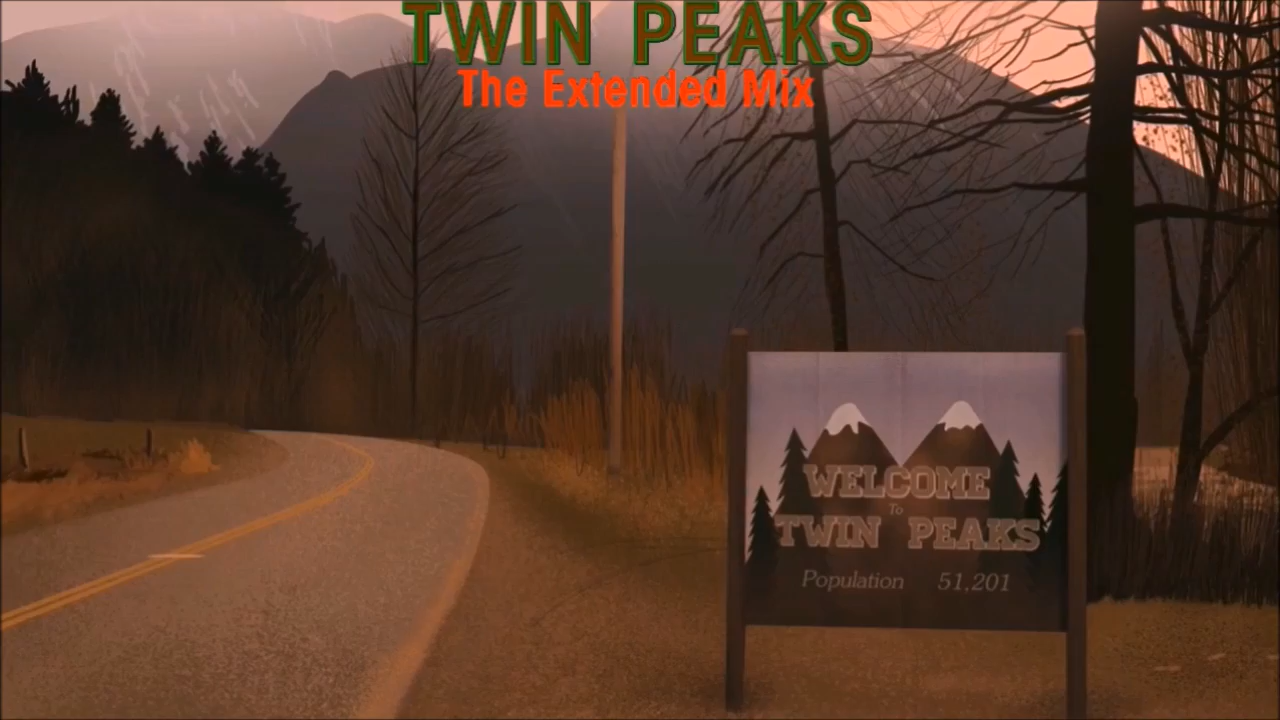 TWIN PEAKS
The Extended Mix
WELCOME
To
TWIN PEAKS
Population 51,201